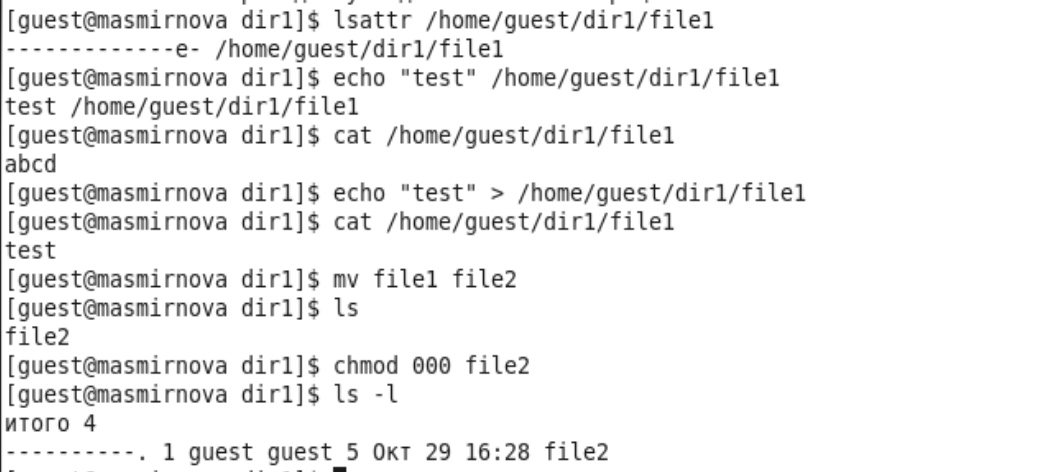 [guest@masmirnova dir1]$ lsattr /home/guest/dir1/file1
-------------e- /home/guest/dir1/file1
[guest@masmirnova dir1]$ echo "test" /home/guest/dir1/file1
test /home/guest/dir1/file1
[guest@masmirnova dir1]$ cat /home/guest/dir1/file1
abcd
[guest@masmirnova dir1]$ echo "test" > /home/guest/dir1/file1
[guest@masmirnova dir1]$ cat /home/guest/dir1/file1
test
[guest@masmirnova dir1]$ mv file1 file2
[guest@masmirnova dir1]$ ls
file2
[guest@masmirnova dir1]$ chmod 000 file2
[guest@masmirnova dir1]$ ls -l
итого 4
----------. 1 guest guest 5 Окт 29 16:28 file2